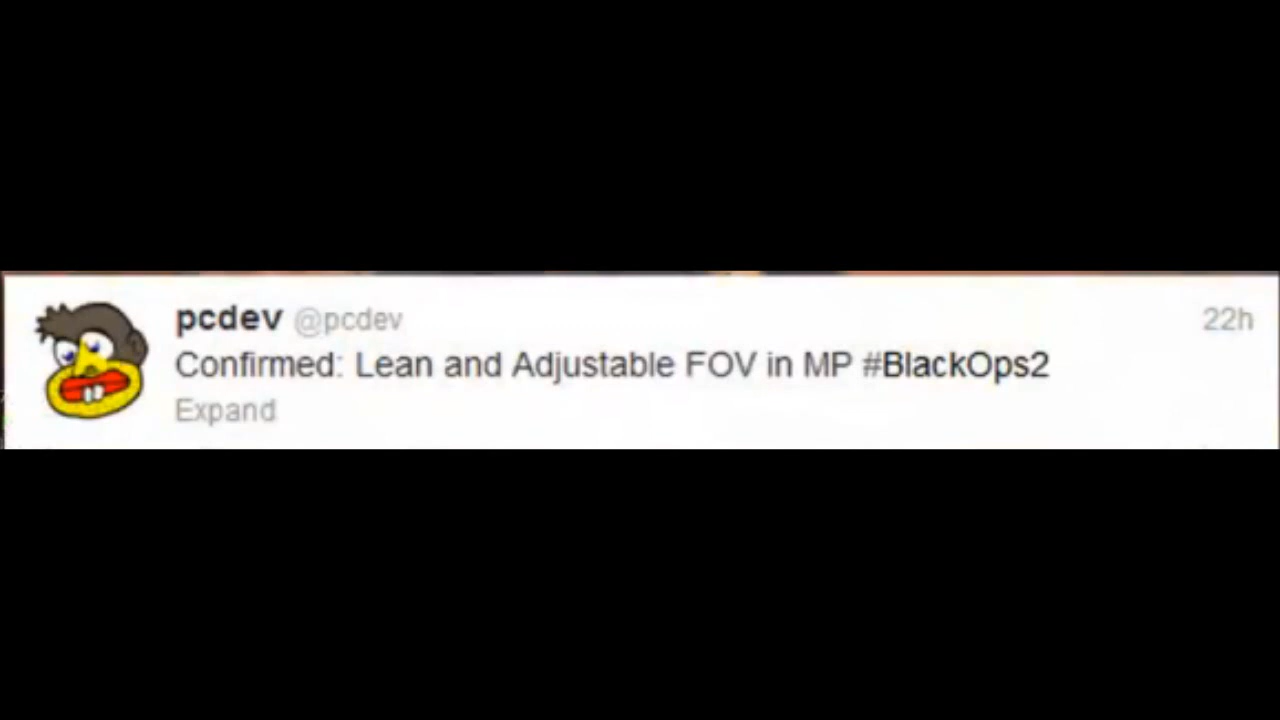 pcdev @pcdev 22h
Confirmed: Lean and Adjustable FOV in MP #BlackOps2
Expand